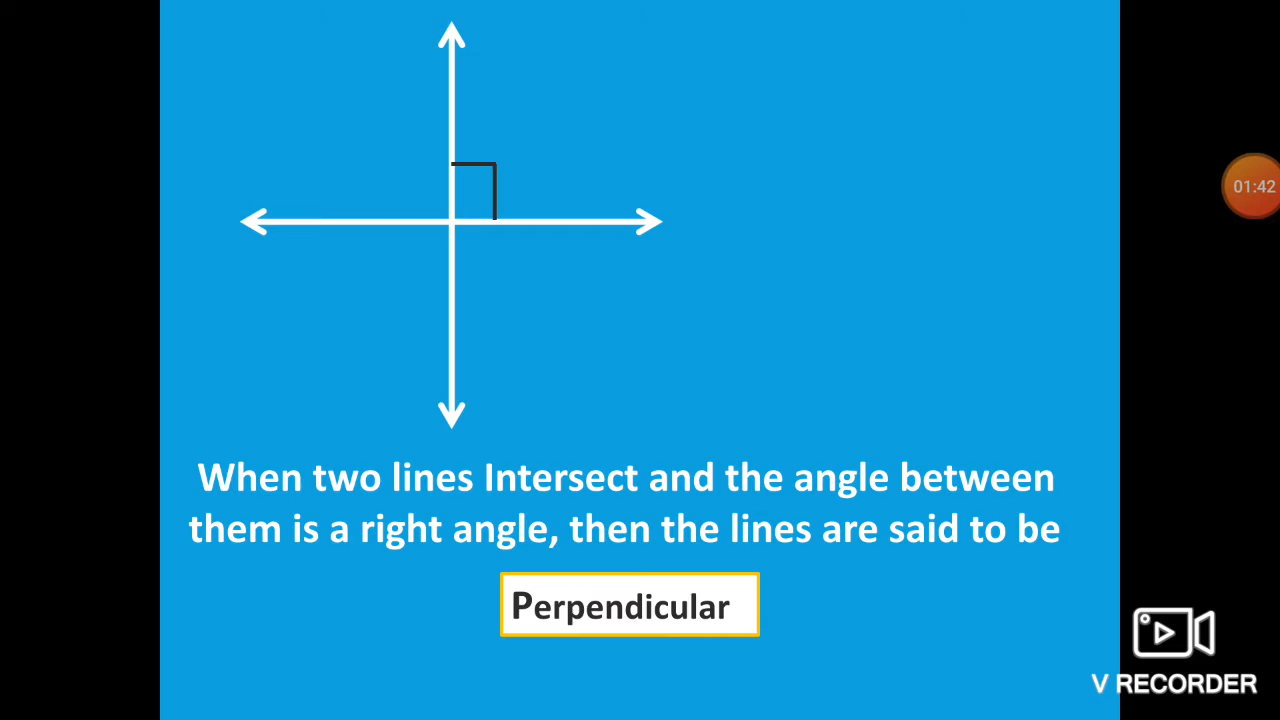 01:42
When two lines Intersect and the angle between
them is a right angle, then the lines are said to be
Perpendicular
V RECORDER